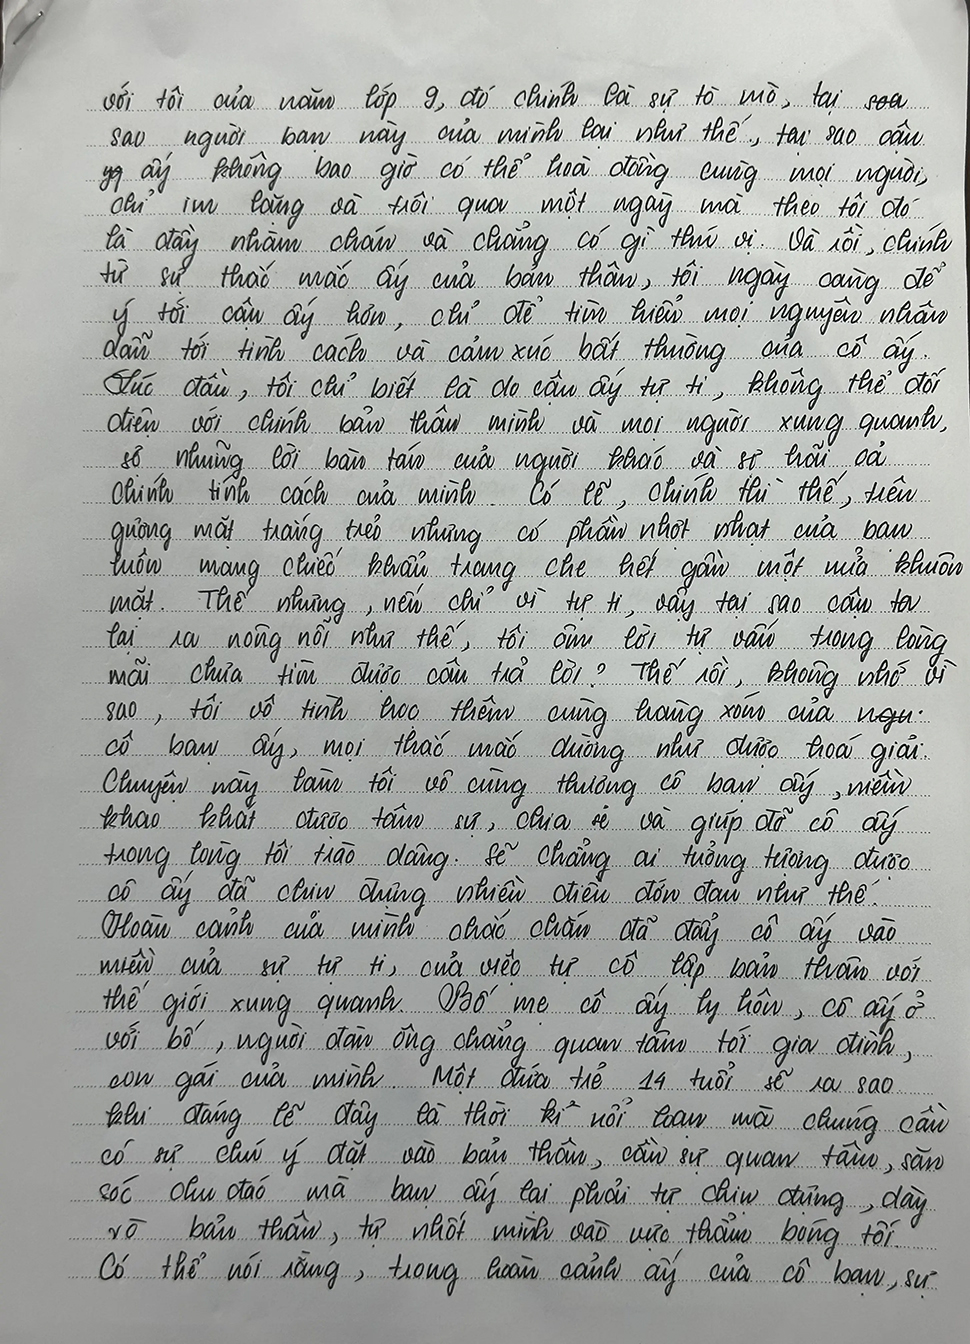 với tôi của năm lớp 9, đó chính là sự tò mò, tại
sao người bạn này của mình lại như thế, tại sao cậu
ấy không bao giờ có thể hoà đồng cùng mọi người,
chỉ im lặng và trôi qua một ngày mà theo tôi đó
là đầy nhàm chán và chẳng có gì thú vị. Và rồi, chính
từ sự thắc mắc ấy của bản thân, tôi ngày càng để
ý tới cậu ấy hơn, chỉ để tìm hiểu mọi nguyên nhân
dẫn tới tính cách và cảm xúc bất thường của cô ấy.
Lúc đầu, tôi chỉ biết là do cậu ấy tự ti, không thể đối
diện với chính bản thân mình và mọi người xung quanh,
sợ những lời bàn tán của người khác và sợ hãi cả
chính tính cách của mình. Có lẽ, chính thì thế, trên
gương mặt trắng trẻo nhưng có phần nhợt nhạt của bạn
luôn mang chiếc khẩu trang che hết gần một nửa khuôn
mặt. Thế nhưng, nếu chỉ vì tự ti, vậy tại sao cậu ta
lại ra nông nỗi như thế, tôi ôm lời tự vấn trong lòng
mãi chưa tìm được câu trả lời? Thế rồi, không nhớ vì
sao, tôi vô tình học thêm cùng hàng xóm của
cô bạn ấy, mọi thắc mắc dường như được hoá giải.
Chuyện này làm tôi vô cùng thương cô bạn ấy, niềm
khao khát được tâm sự, chia sẻ và giúp đỡ cô ấy
trong lòng tôi trào dâng. Sẽ chẳng ai tưởng tượng được
cô ấy đã chịu đựng nhiều điều đớn đau như thế.
Hoàn cảnh của mình chắc chắn đã đẩy cô ấy vào
miền của sự tự ti, của việc tự cô lập bản thân với
thế giới xung quanh. Bố mẹ cô ấy ly hôn, cô ấy ở
với bố, người đàn ông chẳng quan tâm tới gia đình,
con gái của mình. Một đứa trẻ 14 tuổi sẽ ra sao
khi đáng lẽ đây là thời kì nổi loạn mà chúng cần
có sự chú ý đặt vào bản thân, cần sự quan tâm, săn
sóc chu đáo mà bạn ấy lại phải tự chịu đựng, dày
vò bản thân, tự nhốt mình vào vực thẳm bóng tối.
Có thể nói rằng, trong hoàn cảnh ấy của cô bạn, sự